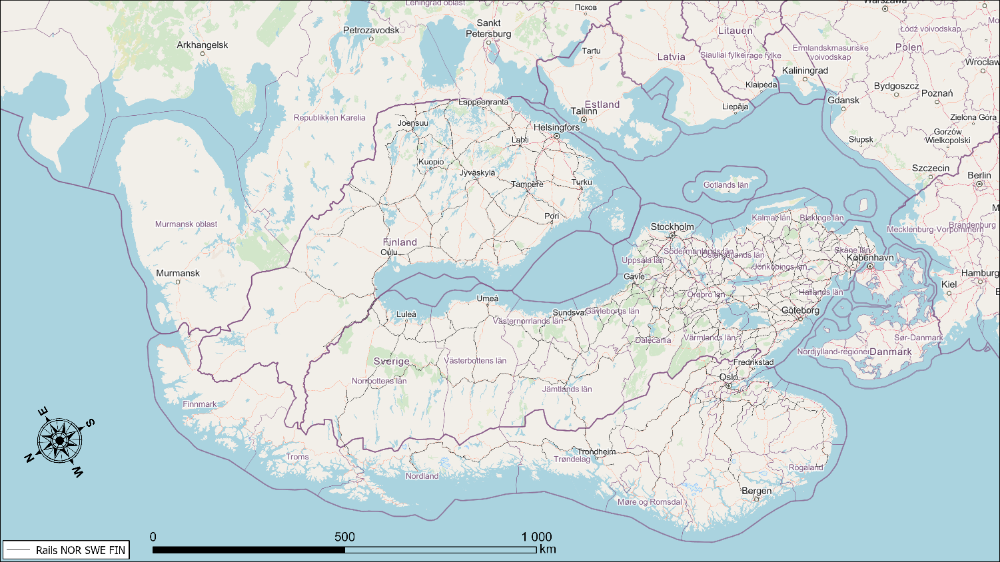 Leningrad oblast
Псков
Warszawa
Sankt
Petersburg
Petrozavodsk
Litauen
Łódź voivodskap
Arkhangelsk
Tartu
Latvia
Siauliai fylke
Ermlandskmasuriske
voivodskap
Polen
Wrocław
Kaliningrad
Klaipėda
Bydgoszcz
Poznań
Lappeenranta
Estland
Liepāja
Gdansk
Tallinn
Republikken Karelia
Joensuu
Helsingfors
Zielona Góra
Lahti
Słupsk
Gorzów
Wielkopolski
Kuopio
Jyväskylä
Szczecin
Berlin
Tampere
Turku
Gotlands län
Pori
Murmansk oblast
Stockholm
Kalmar län
Blekinge län
Mecklenburg-Vorpommern
Brandenburg
Finland
Oulu
Uppsala län
Södermanlands län
Östergötlands län
Skåne län
København
Jönköpings län
Murmansk
Gävle
Hamburg
Kiel
Umeå
Örebro län
Hallands län
Luleå
Sundsva
Gävleborgs län
Göteborg
Västernorrlands län
Dalecarlia
Värmlands län
Sør-Danmark
Nordjylland-regionen
Danmark
Sverige
Västerbottens län
Fredrikstad
Norrbottens län
Jämtlands län
Oslo
Finnmark
E
S
N
W
Troms
Trondheim
Trøndelag
Nordland
Rogaland
Bergen
Møre og Romsdal
0
500
1 000
km
Rails NOR SWE FIN